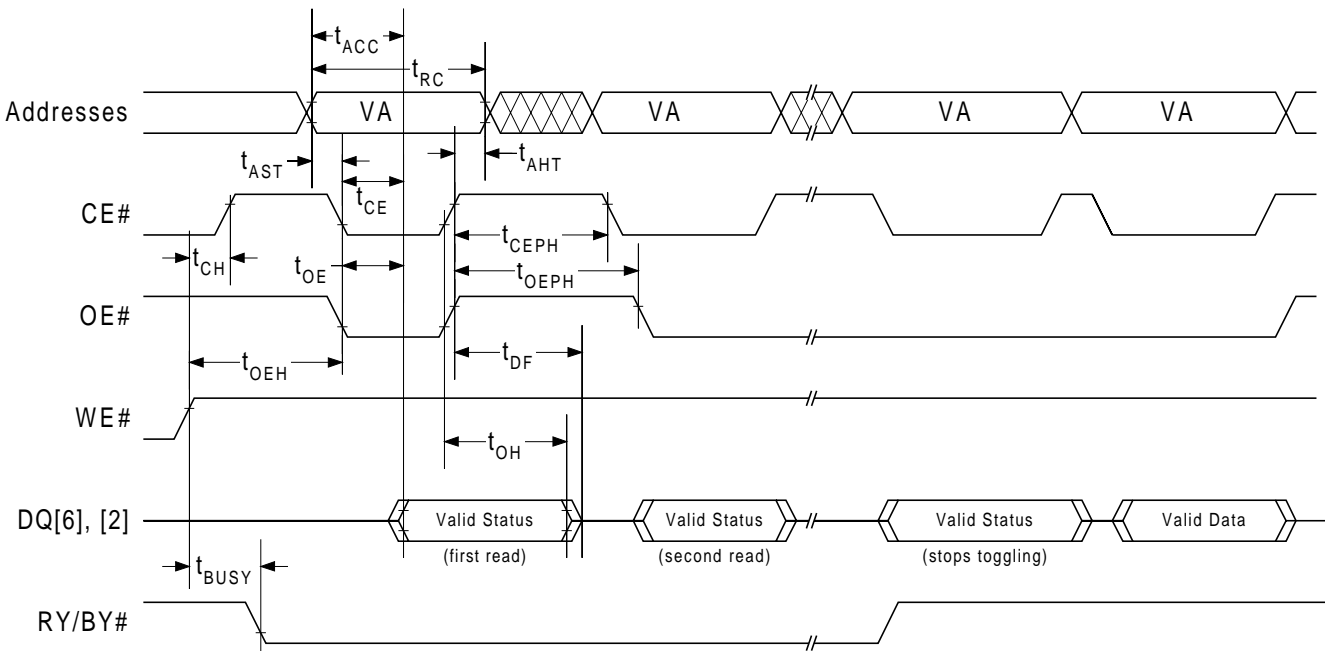 tACC
tRC
Addresses VA VA VA VA
tAST tAHT
tCE
CE#
tCEPH
tCH tOE
tOEPH
OE#
tDF
tOEH
WE#
tOH
DQ[6], [2] Valid Status Valid Status Valid Status Valid Data
(first read) (second read) (stops toggling)
tBUSY
RY/BY#